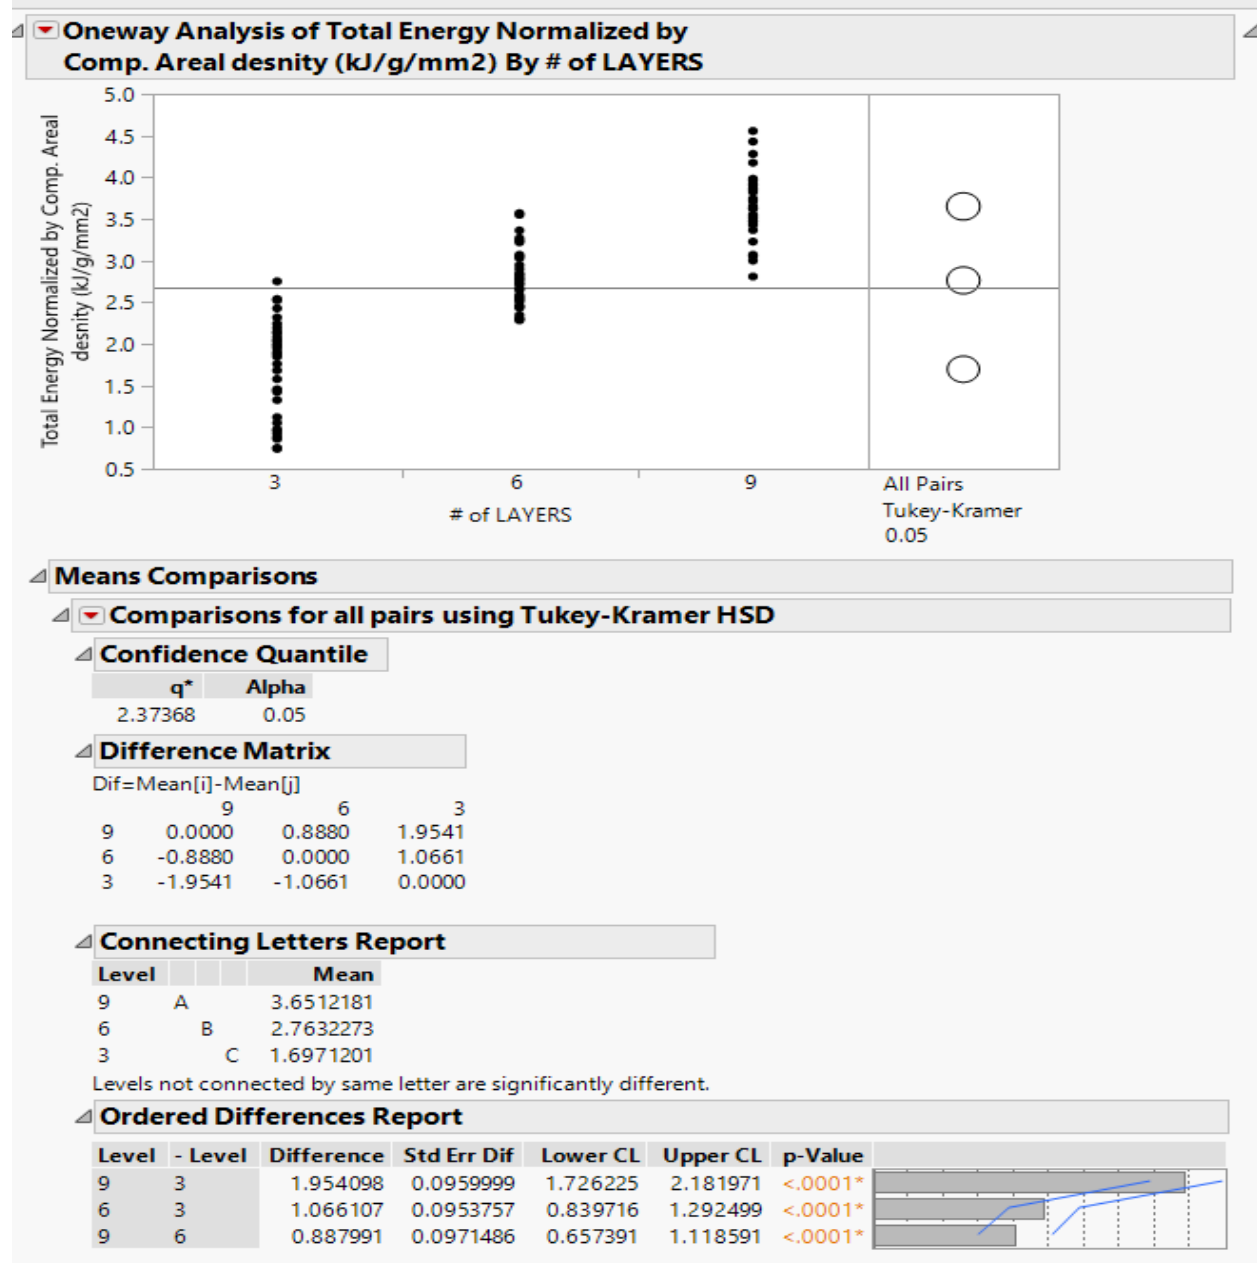 Oneway Analysis of Total Energy Normalized by
Comp. Areal desnity (kJ/g/mm2) By # of LAYERS
Total Energy Normalized by Comp. Areal
desnity (kJ/g/mm2)
5.0
4.5
4.0
3.5
3.0
2.5
2.0
1.5
1.0
0.5
3 6 9
# of LAYERS
All Pairs
Tukey-Kramer
0.05
Means Comparisons
Comparisons for all pairs using Tukey-Kramer HSD
Confidence Quantile
q* Alpha
2.37368 0.05
Difference Matrix
Dif=Mean[i]-Mean[j]
9 6 3
9 0.0000 0.8880 1.9541
6 -0.8880 0.0000 1.0661
3 -1.9541 -1.0661 0.0000
Connecting Letters Report
Level Mean
9 A 3.6512181
6 B 2.7632273
3 C 1.6971201
Levels not connected by same letter are significantly different.
Ordered Differences Report
Level - Level Difference Std Err Dif Lower CL Upper CL p-Value
9 3 1.954098 0.0959999 1.726225 2.181971 <.0001*
6 3 1.066107 0.0953757 0.839716 1.292499 <.0001*
9 6 0.887991 0.0971486 0.657391 1.118591 <.0001*